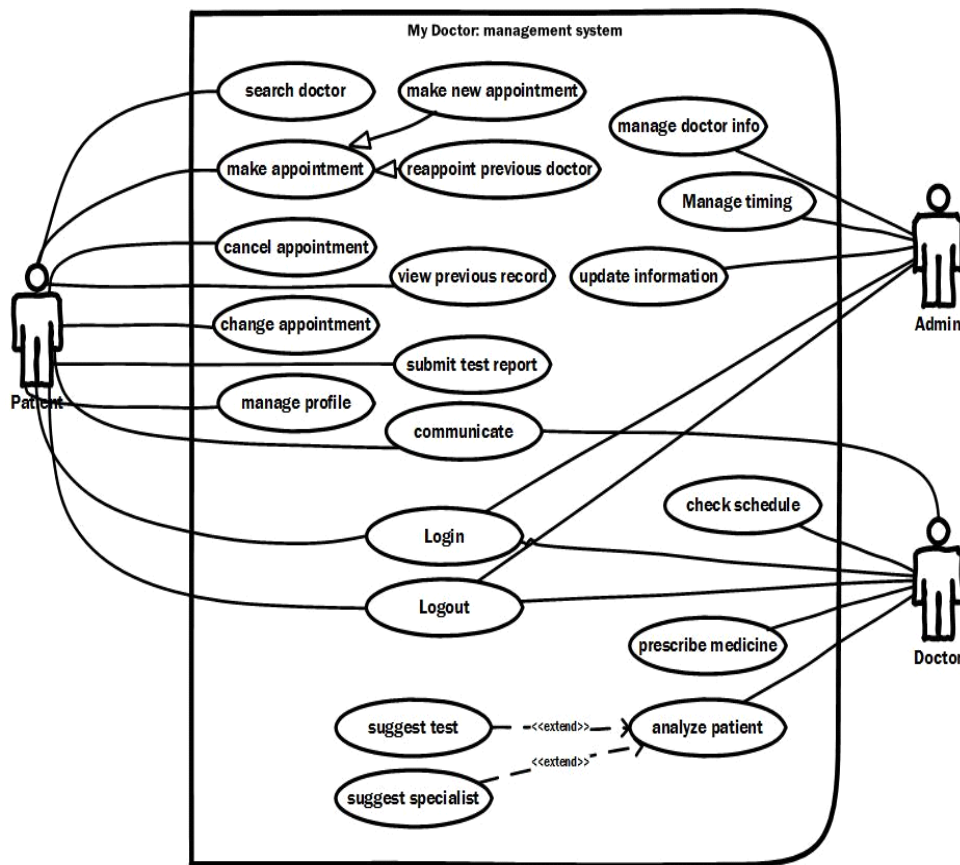 My Doctor: management system
search doctor
make new appointment
manage doctor info
make appointment
reappoint previous doctor
Manage timing
cancel appointment
view previous record
update information
change appointment
Admin
submit test report
manage profile
Patient
communicate
check schedule
Login
Logout
prescribe medicine
Doctor
suggest test
<<extend>>
analyze patient
<<extend>>
suggest specialist